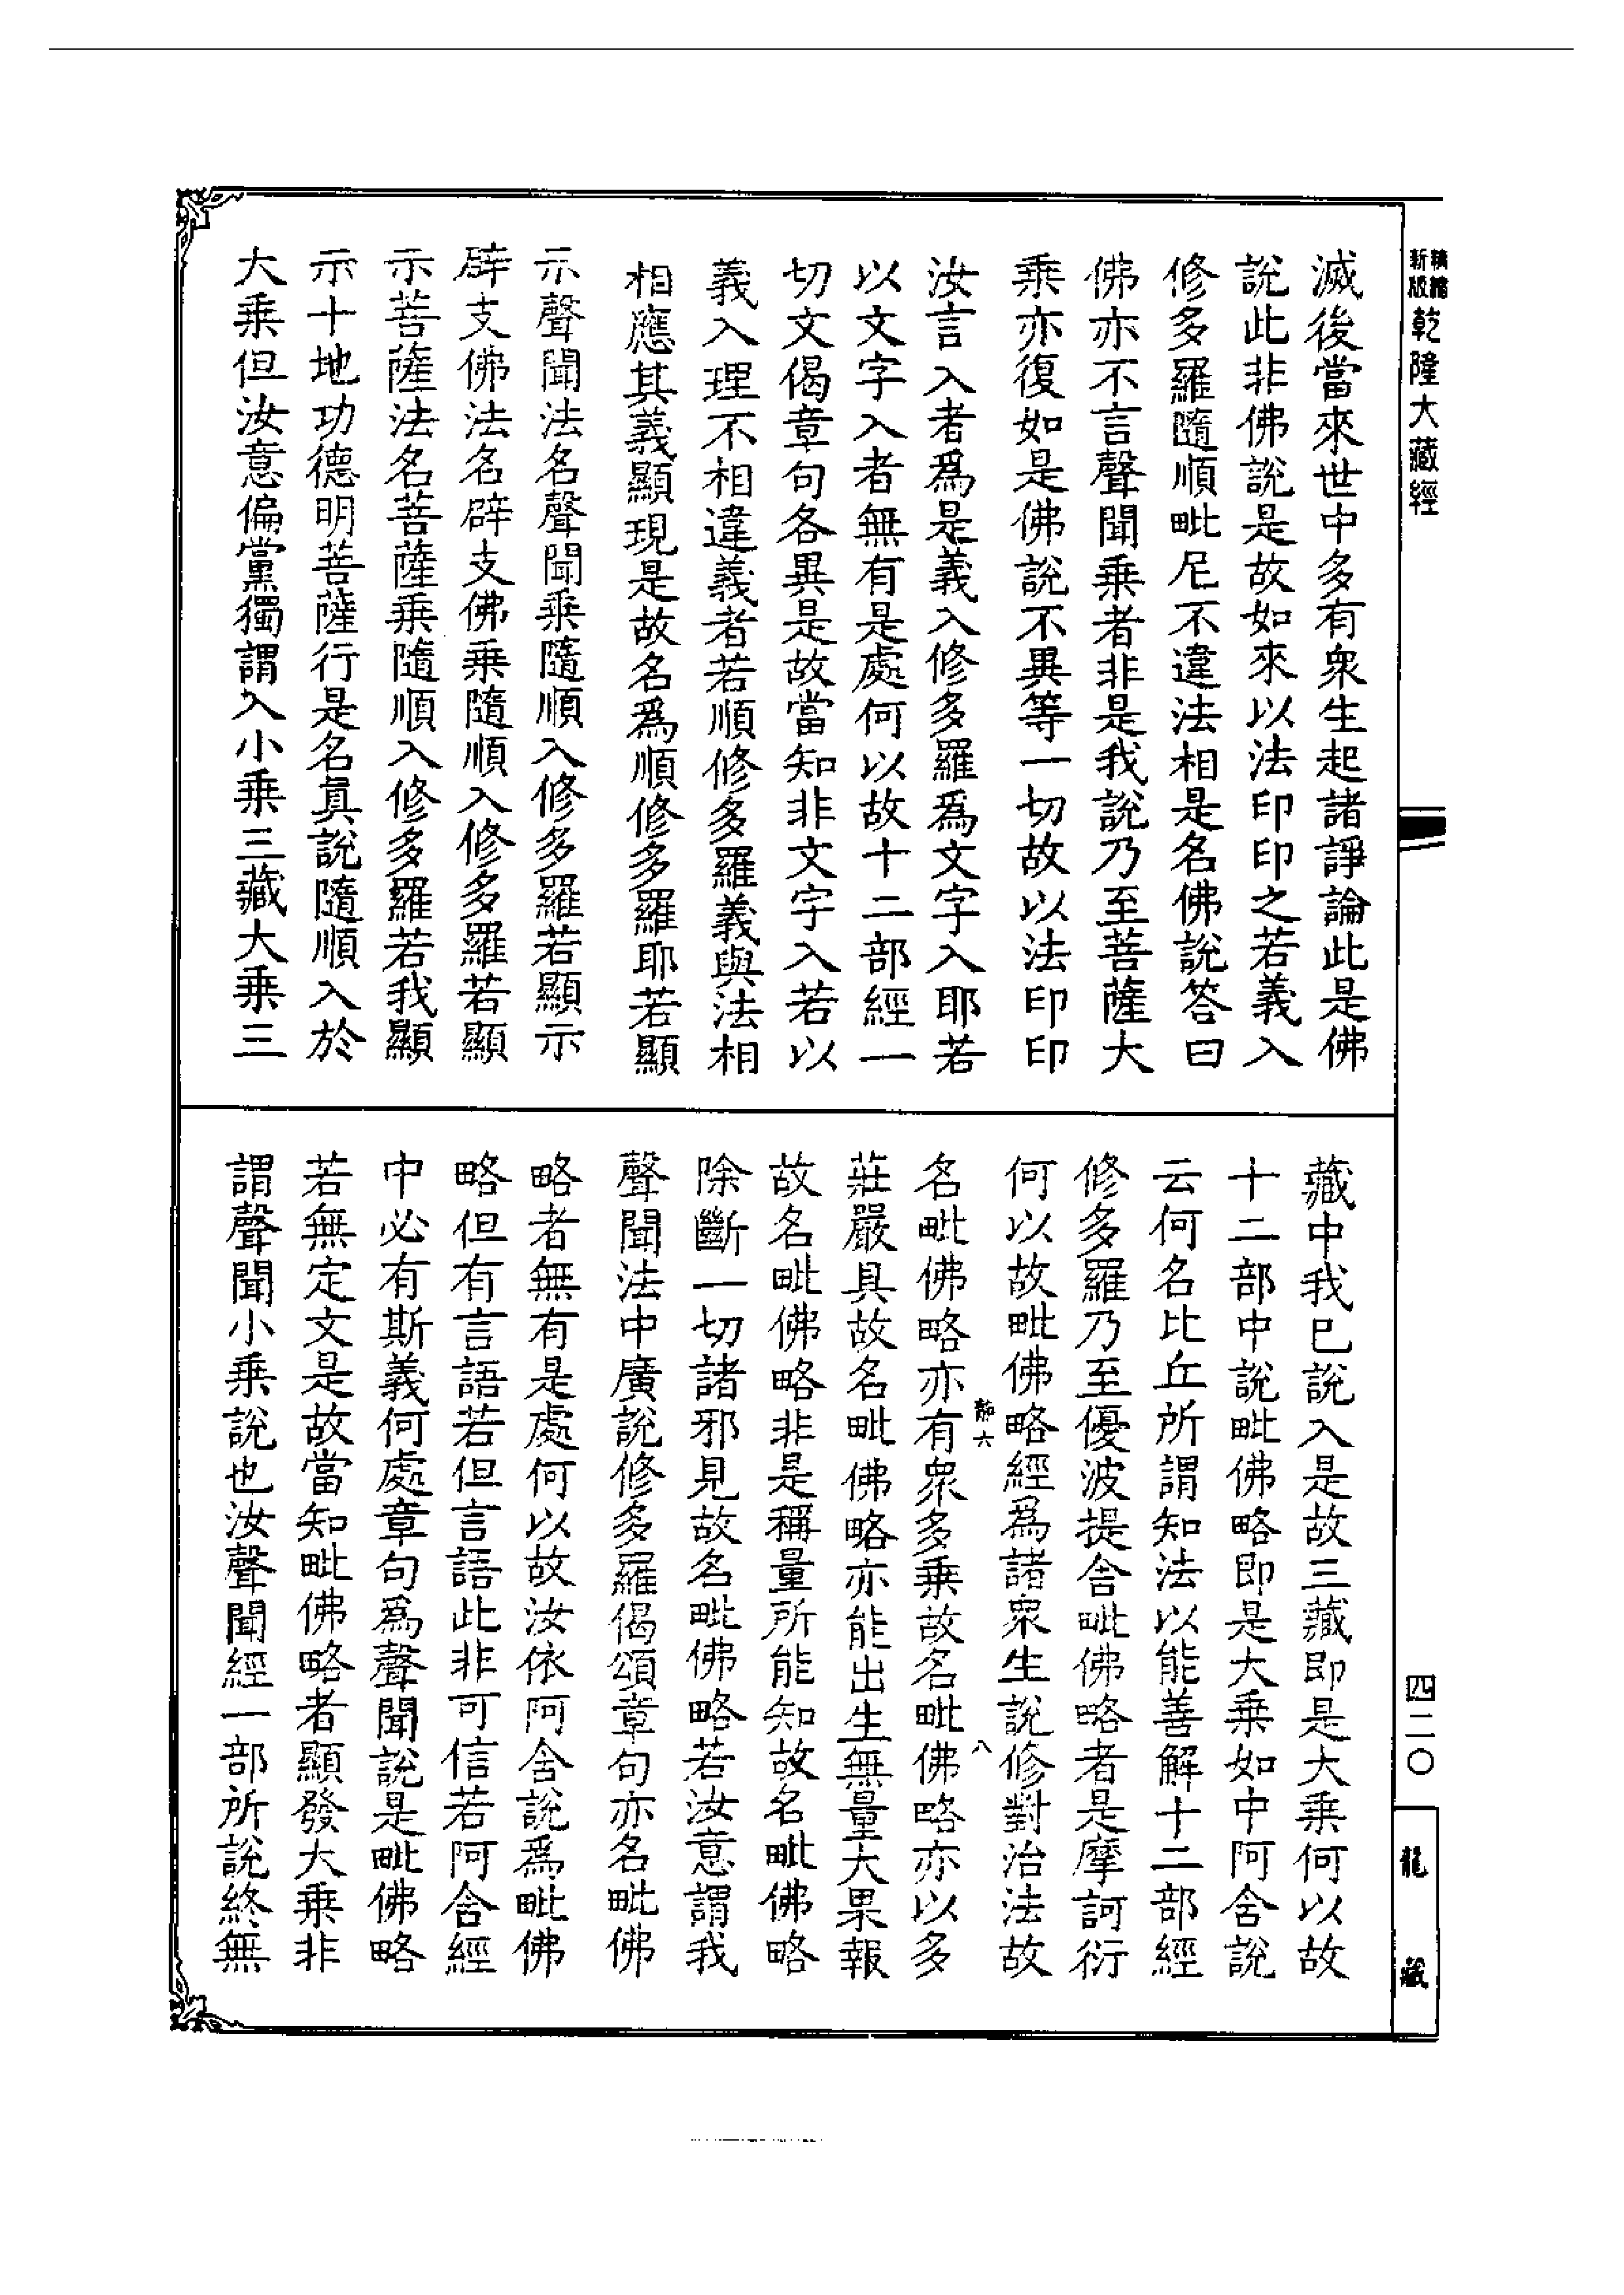 新版精縮乾隆大藏經
滅後當來世中多有衆生起諸諍論此是佛
說此非佛說是故如來以法印印之若義入
修多羅隨順毗尼不違法相是名佛說答曰
佛亦不言聲聞乘者非是我說乃至菩薩大
乘亦復如是佛說不異等一切故以法印印
汝言入者爲是義入修多羅爲文字入耶若
以文字入者無有是處何以故十二部經一
切文偈章句各異是故當知非文字入若以
義入理不相違義者若順修多羅義與法相
相應其義顯現是故名爲順修多羅耶若顯
示聲聞法名聲聞乘隨順入修多羅若顯示
辟支佛法名辟支佛乘隨順入修多羅若顯
示菩薩法名菩薩乘隨順入修多羅若我顯
示十地功德明菩薩行是名眞說隨順入於
大乘但汝意偏黨獨謂入小乘三藏大乘三
藏中我已說入是故三藏即是大乘何以故
十二部中說毗佛略即是大乘如中阿含說
云何名比丘所謂知法以能善解十二部經
修多羅乃至優波提舍毗佛略者是摩訶衍
何以故毗佛略經爲諸衆生說修對治法故
靜六 八
名毗佛略亦有衆多乘故名毗佛略亦以多
莊嚴具故名毗佛略亦能出生無量大果報
故名毗佛略非是稱量所能知故名毗佛略
除斷一切諸邪見故名毗佛略若汝意謂我
聲聞法中廣說修多羅偈頌章句亦名毗佛
略者無有是處何以故汝依阿含說爲毗佛
略但有言語若但言語此非可信若阿含經
中必有斯義何處章句爲聲聞說是毗佛略
若無定文是故當知毗佛略者顯發大乘非
謂聲聞小乘說也汝聲聞經一部所說終無
四二〇
龍藏